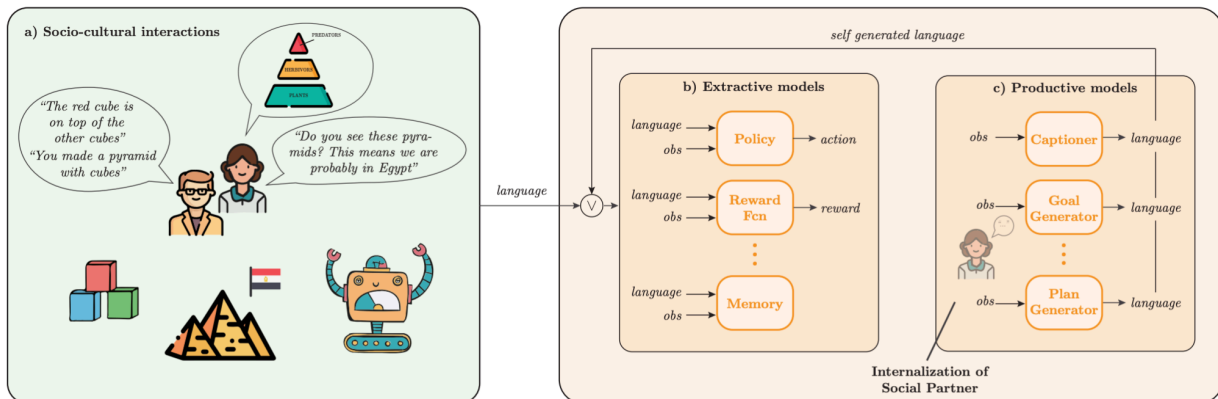 a) Socio-cultural interactions
PREDATORS
HERBIVORS
PLANTS
“The red cube is
on top of the
other cubes”
“You made a pyramid
with cubes”
“Do you see these pyra-
mids? This means we are
probably in Egypt”
language
self generated language
b) Extractive models
language
obs
Policy
action
language
obs
Reward
Fcn
reward
language
obs
Memory
c) Productive models
obs
Captioner
language
obs
Goal
Generator
language
obs
Plan
Generator
language
Internalization of
Social Partner